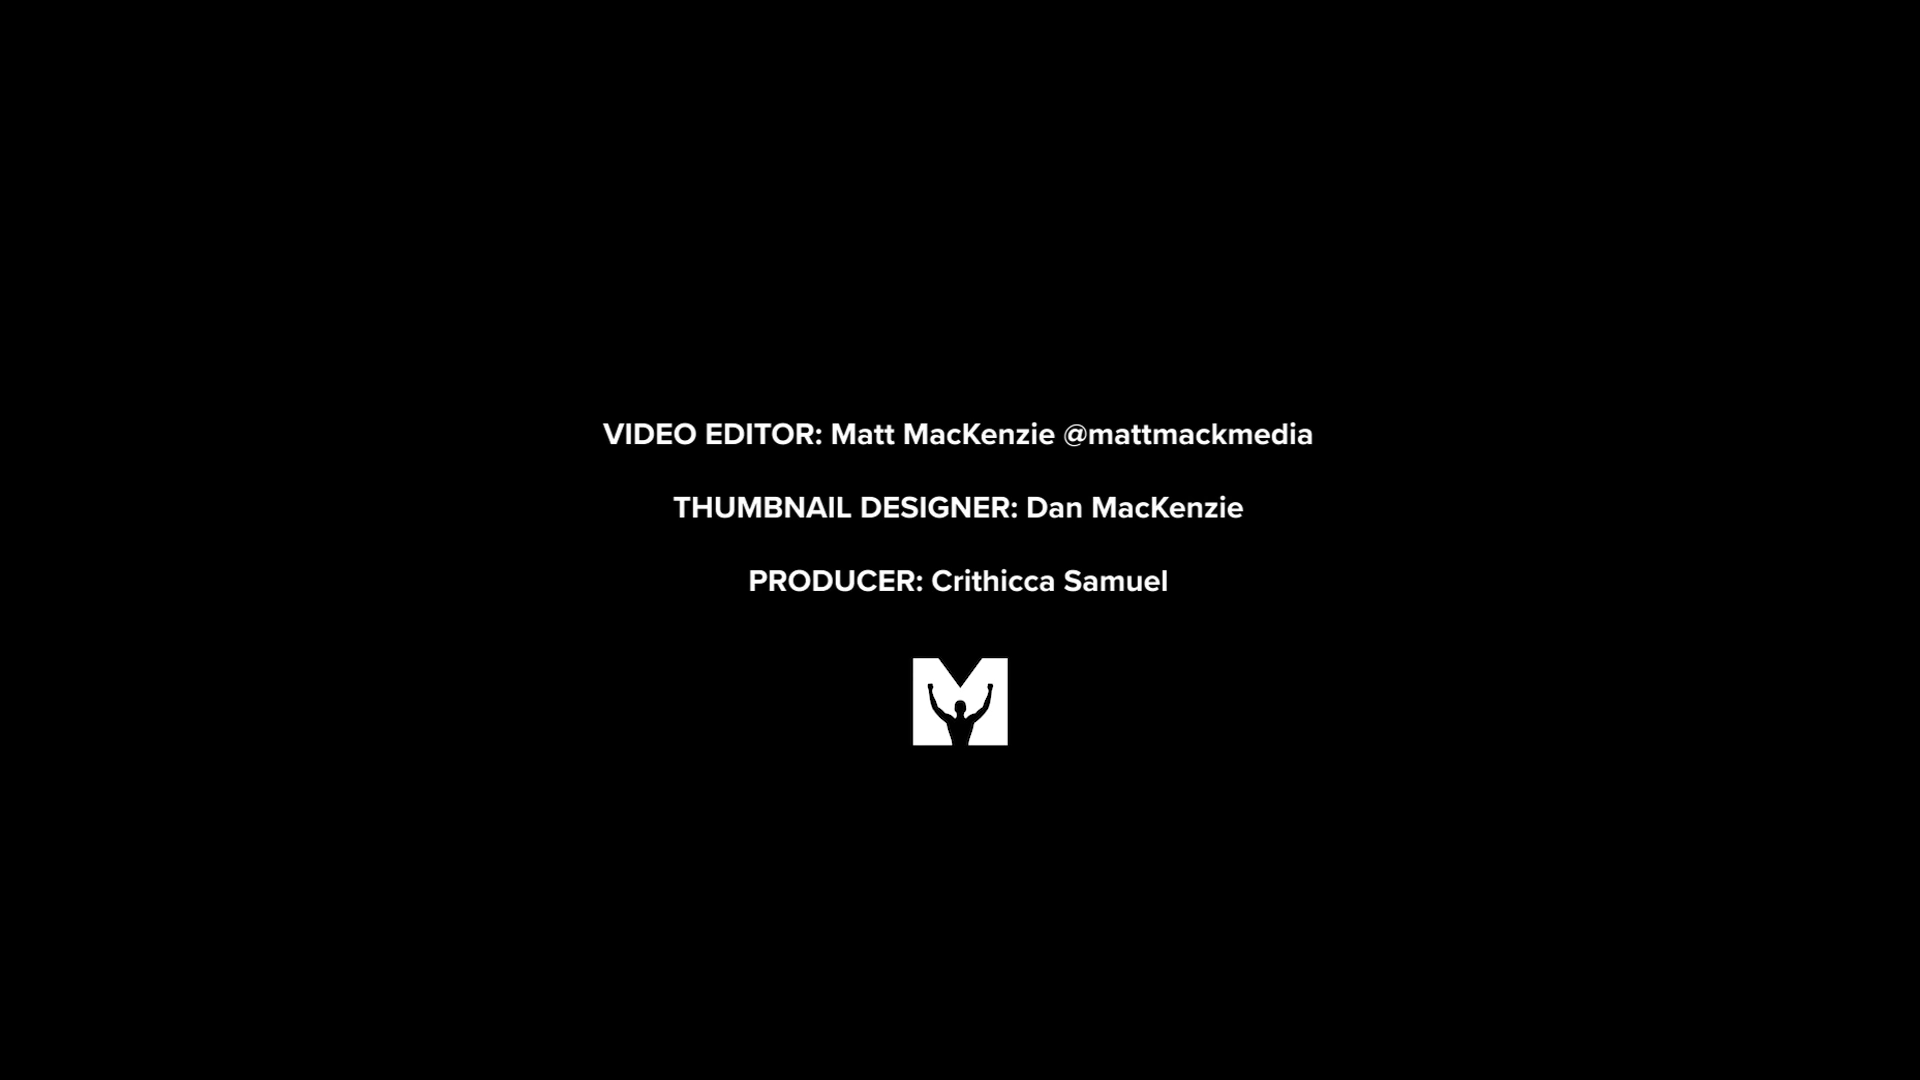 VIDEO EDITOR: Matt MacKenzie @mattmackmedia
THUMBNAIL DESIGNER: Dan MacKenzie
PRODUCER: Crithicca Samuel
M